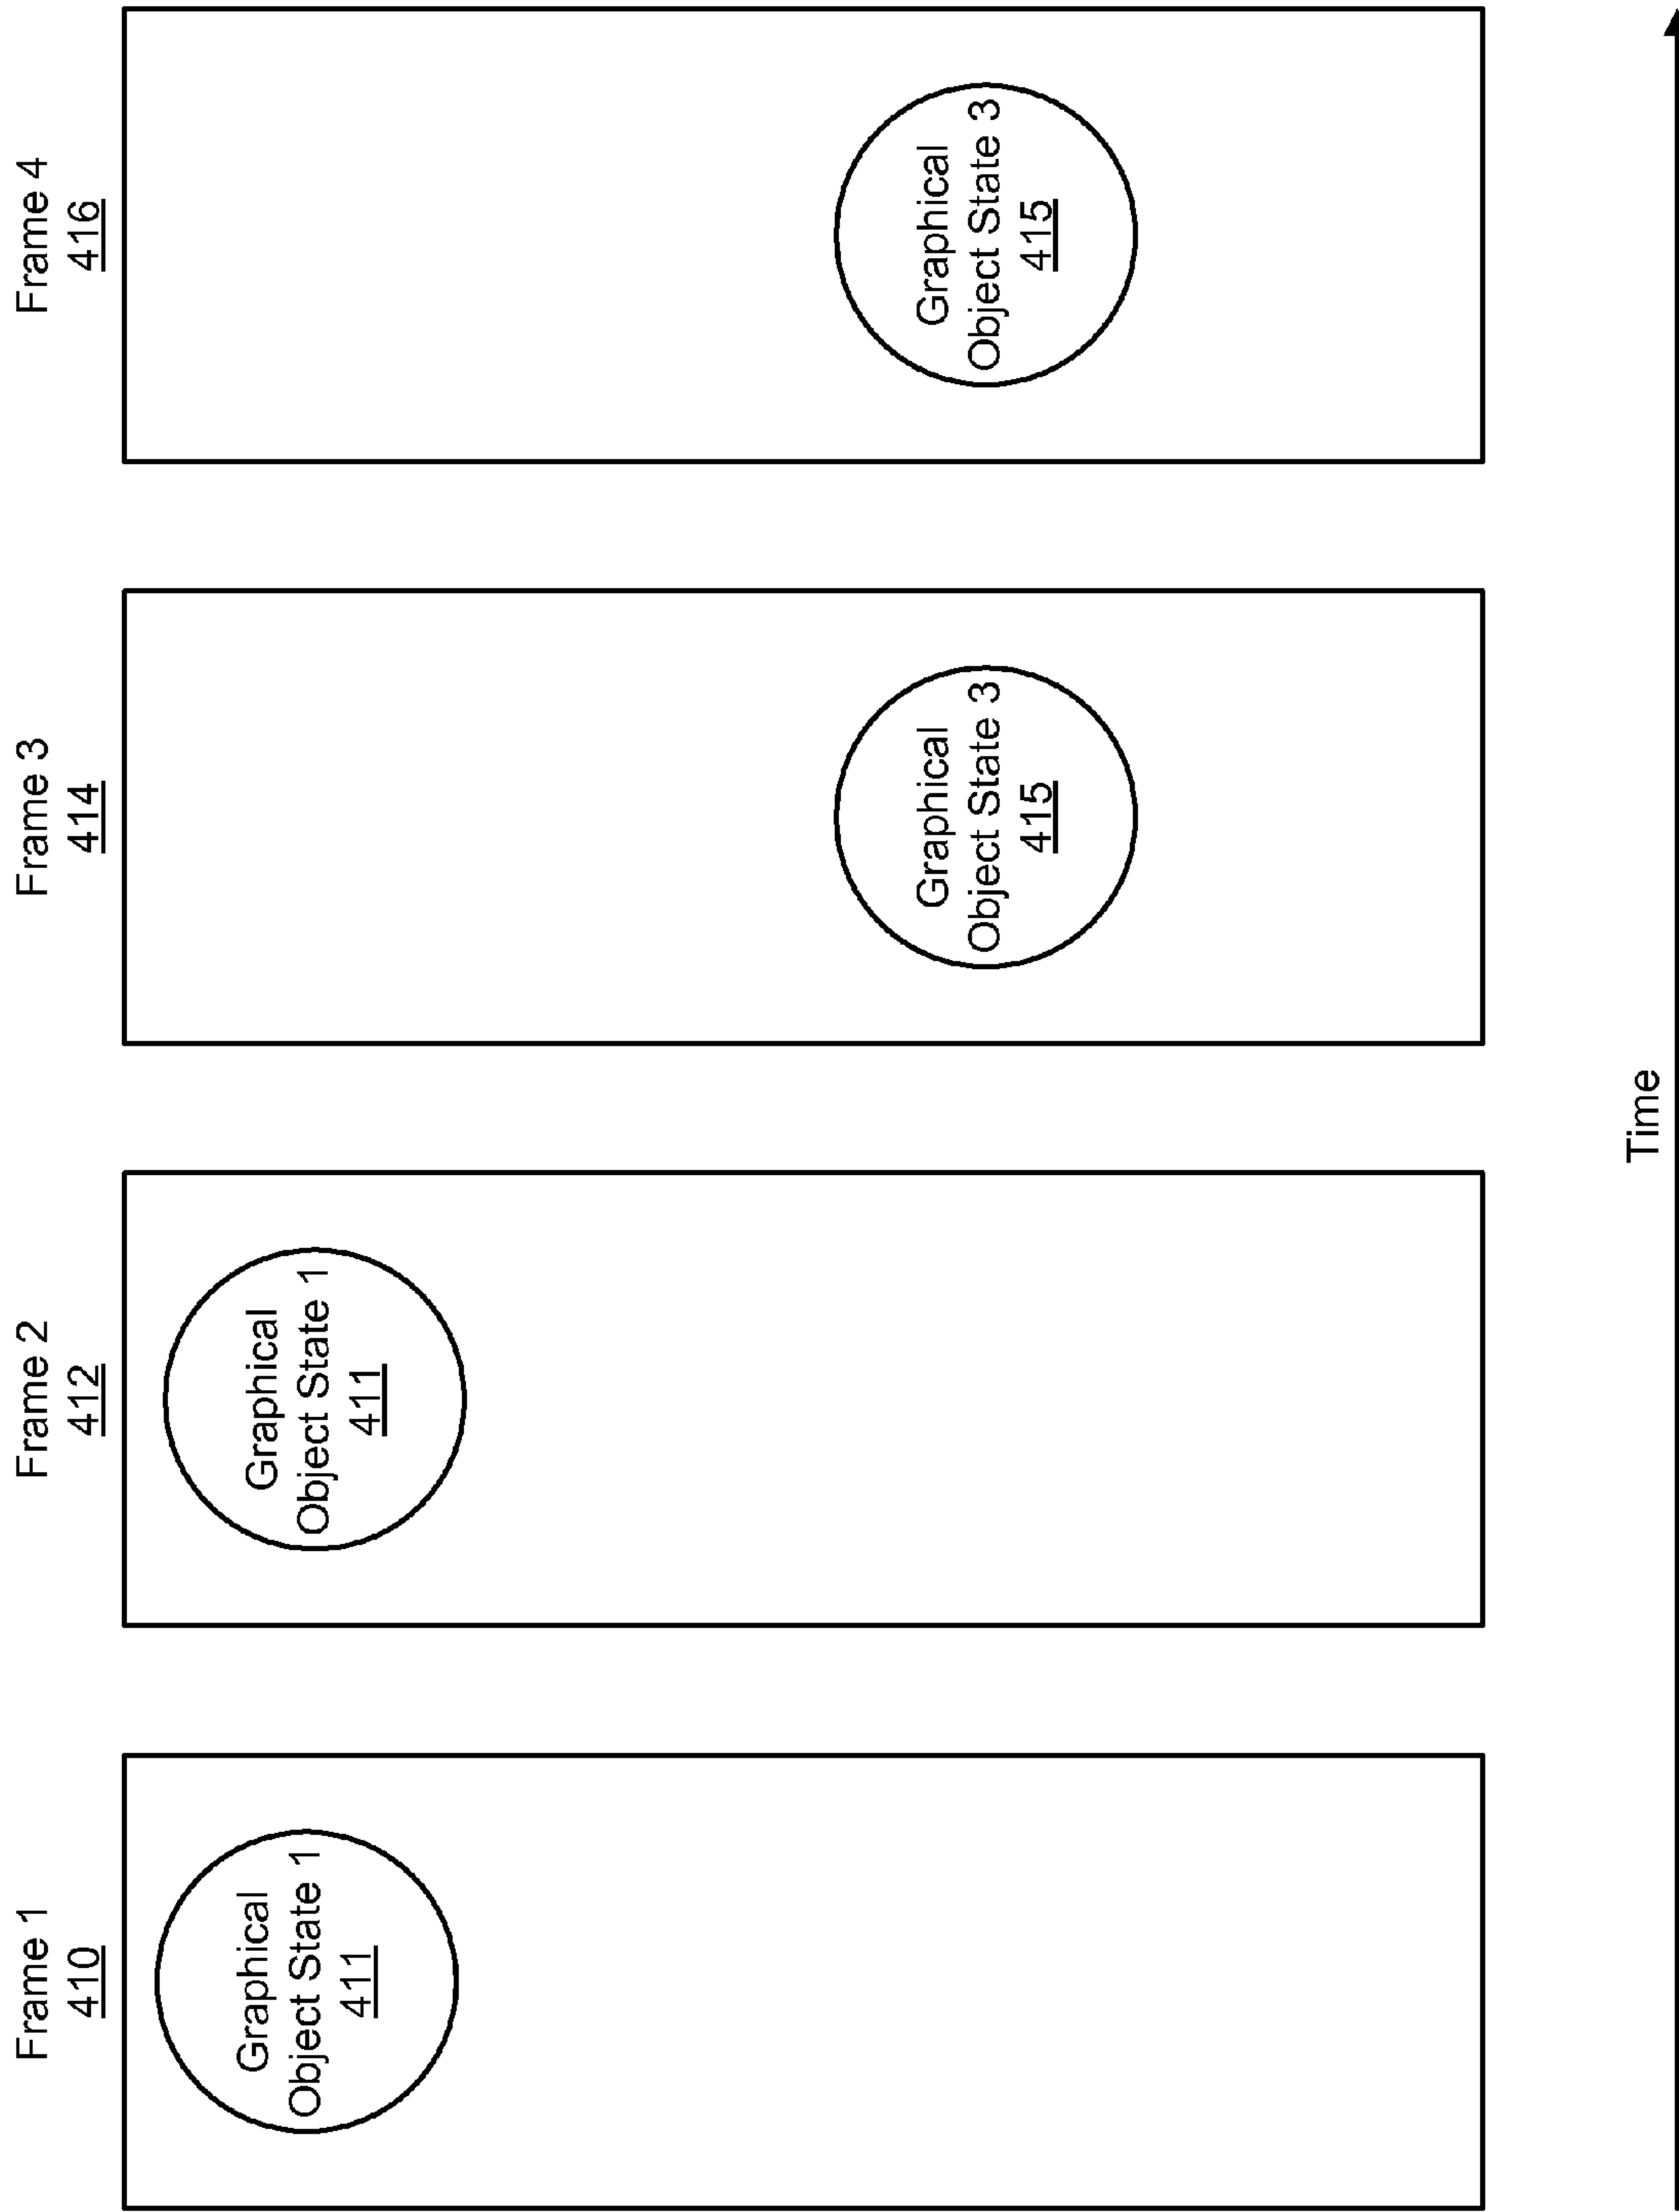 Frame 1
410
Graphical
Object State 1
411
Frame 2
412
Graphical
Object State 1
411
Frame 3
414
Graphical
Object State 3
415
Frame 4
416
Graphical
Object State 3
415
Time